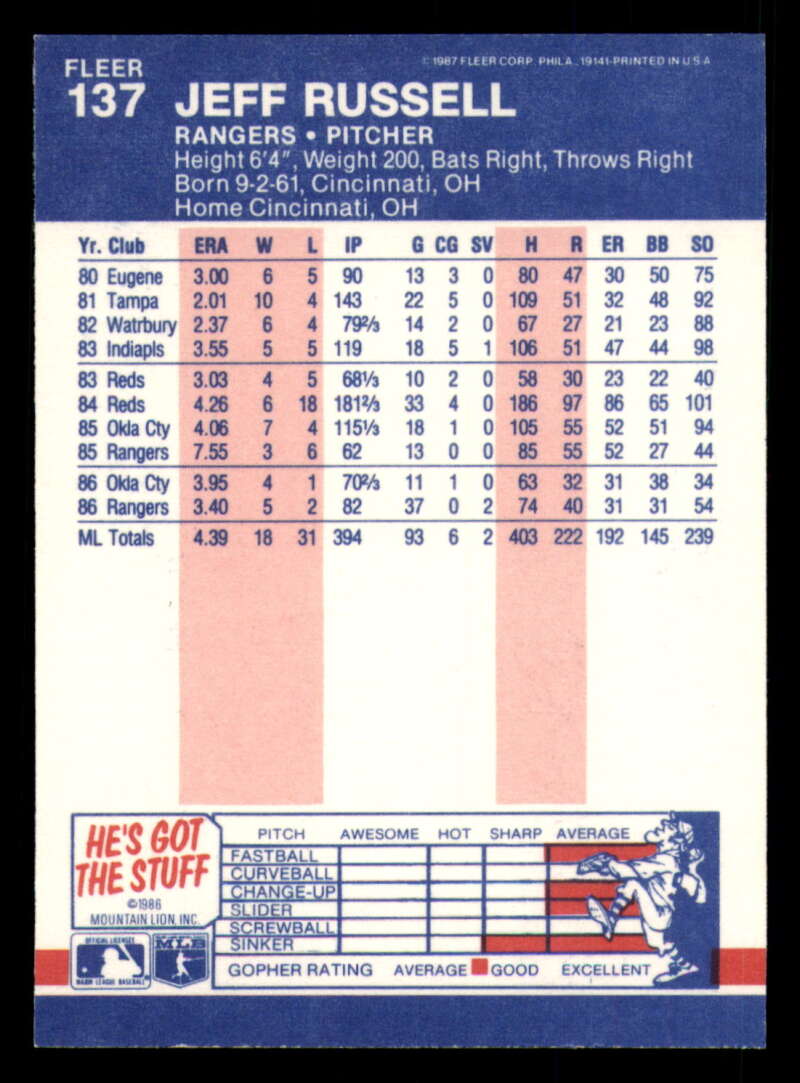 FLEER
© 1987 FLEER CORP. PHILA., 19141-PRINTED IN U S A
137 JEFF RUSSELL
RANGERS • PITCHER
Height 6'4", Weight 200, Bats Right, Throws Right
Born 9-2-61, Cincinnati, OH
Home Cincinnati, OH
Yr. Club ERA W L IP G CG SV H R ER BB SO
80 Eugene 3.00 6 5 90 13 3 0 80 47 30 50 75
81 Tampa 2.01 10 4 143 22 5 0 109 51 32 48 92
82 Watrbury 2.37 6 4 79⅔ 14 2 0 67 27 21 23 88
83 Indiapls 3.55 5 5 119 18 5 1 106 51 47 44 98
83 Reds 3.03 4 5 68⅓ 10 2 0 58 30 23 22 40
84 Reds 4.26 6 18 181⅔ 33 4 0 186 97 86 65 101
85 Okla Cty 4.06 7 4 115⅓ 18 1 0 105 55 52 51 94
85 Rangers 7.55 3 6 62 13 0 0 85 55 52 27 44
86 Okla Cty 3.95 4 1 70⅔ 11 1 0 63 32 31 38 34
86 Rangers 3.40 5 2 82 37 0 2 74 40 31 31 54
ML Totals 4.39 18 31 394 93 6 2 403 222 192 145 239
HE'S GOT
THE STUFF
©1986
MOUNTAIN LION, INC.
PITCH AWESOME HOT SHARP AVERAGE
FASTBALL
CURVEBALL
CHANGE-UP
SLIDER
SCREWBALL
SINKER
GOPHER RATING AVERAGE GOOD EXCELLENT
OFFICIAL LICENSEE
MAJOR LEAGUE BASEBALL
MLB